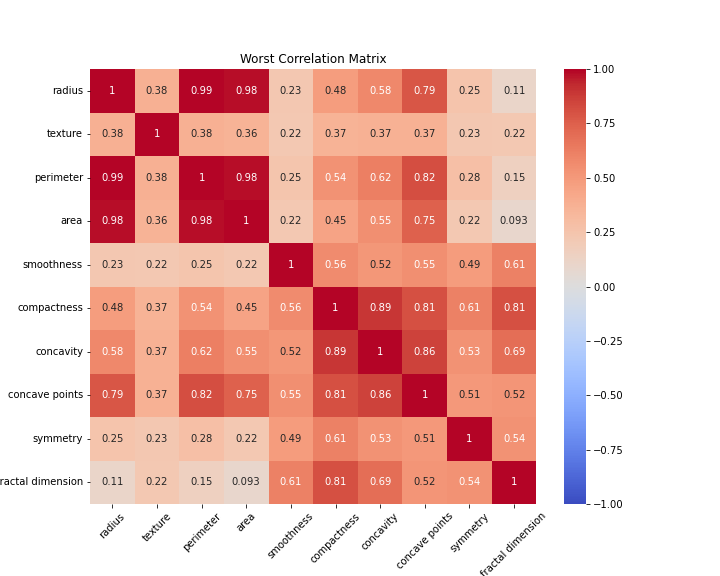 Worst Correlation Matrix
radius 1 0.38 0.99 0.98 0.23 0.48 0.58 0.79 0.25 0.11
texture 0.38 1 0.38 0.36 0.22 0.37 0.37 0.37 0.23 0.22
perimeter 0.99 0.38 1 0.98 0.25 0.54 0.62 0.82 0.28 0.15
area 0.98 0.36 0.98 1 0.22 0.45 0.55 0.75 0.22 0.093
smoothness 0.23 0.22 0.25 0.22 1 0.56 0.52 0.55 0.49 0.61
compactness 0.48 0.37 0.54 0.45 0.56 1 0.89 0.81 0.61 0.81
concavity 0.58 0.37 0.62 0.55 0.52 0.89 1 0.86 0.53 0.69
concave points 0.79 0.37 0.82 0.75 0.55 0.81 0.86 1 0.51 0.52
symmetry 0.25 0.23 0.28 0.22 0.49 0.61 0.53 0.51 1 0.54
ractal dimension 0.11 0.22 0.15 0.093 0.61 0.81 0.69 0.52 0.54 1
radius texture perimeter area smoothness compactness concavity concave points symmetry fractal dimension
1.00
0.75
0.50
0.25
0.00
−0.25
−0.50
−0.75
−1.00